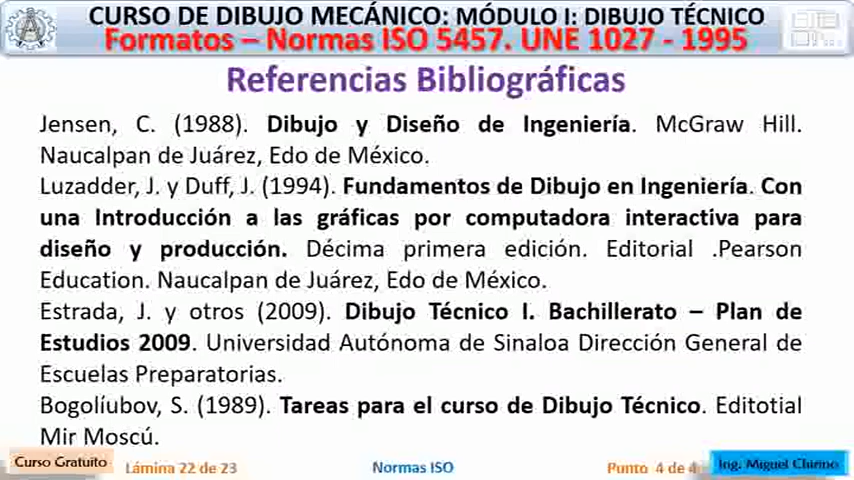 CURSO DE DIBUJO MECÁNICO: MÓDULO I: DIBUJO TÉCNICO
Formatos – Normas ISO 5457. UNE 1027 - 1995
Referencias Bibliográficas
Jensen, C. (1988). Dibujo y Diseño de Ingeniería. McGraw Hill.
Naucalpan de Juárez, Edo de México.
Luzadder, J. y Duff, J. (1994). Fundamentos de Dibujo en Ingeniería. Con
una Introducción a las gráficas por computadora interactiva para
diseño y producción. Décima primera edición. Editorial .Pearson
Education. Naucalpan de Juárez, Edo de México.
Estrada, J. y otros (2009). Dibujo Técnico I. Bachillerato – Plan de
Estudios 2009. Universidad Autónoma de Sinaloa Dirección General de
Escuelas Preparatorias.
Bogolíubov, S. (1989). Tareas para el curso de Dibujo Técnico. Editotial
Mir Moscú.
Curso Gratuito Lámina 22 de 23 Normas ISO Punto 4 de 4 Ing. Miguel Chirino